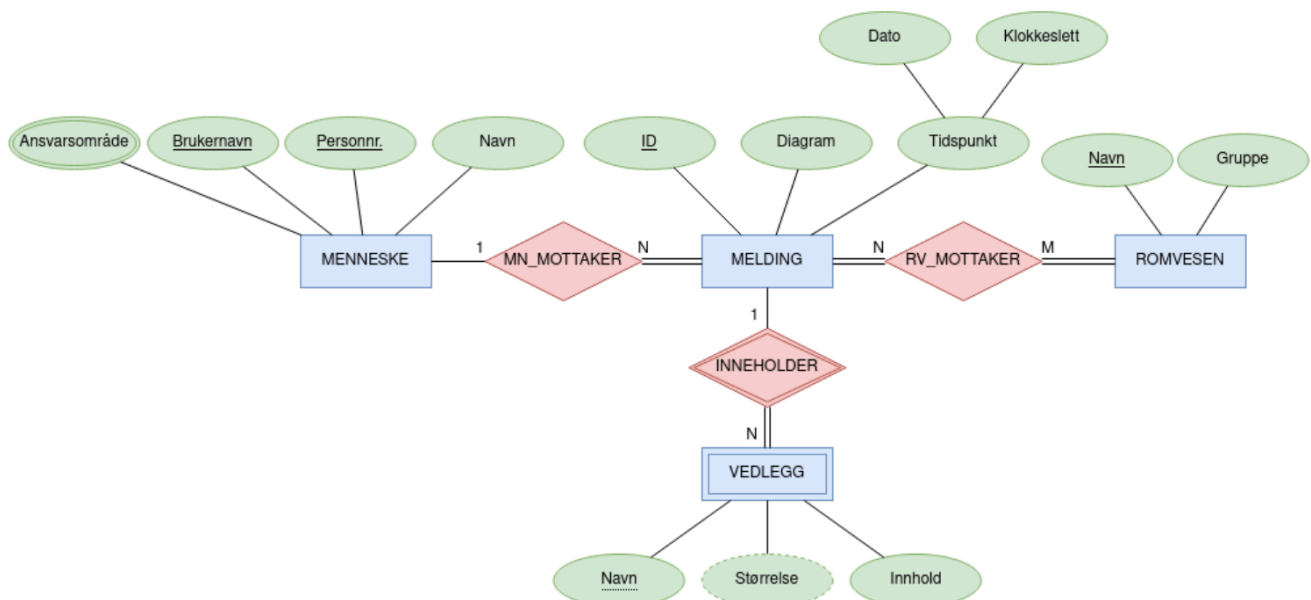 Dato
Klokkeslett
Ansvarsområde
Brukernavn
Personnr.
Navn
ID
Diagram
Tidspunkt
Navn
Gruppe
MENNESKE
1
MN_MOTTAKER
N
MELDING
N
RV_MOTTAKER
M
ROMVESEN
1
INNEHOLDER
N
VEDLEGG
Navn
Størrelse
Innhold